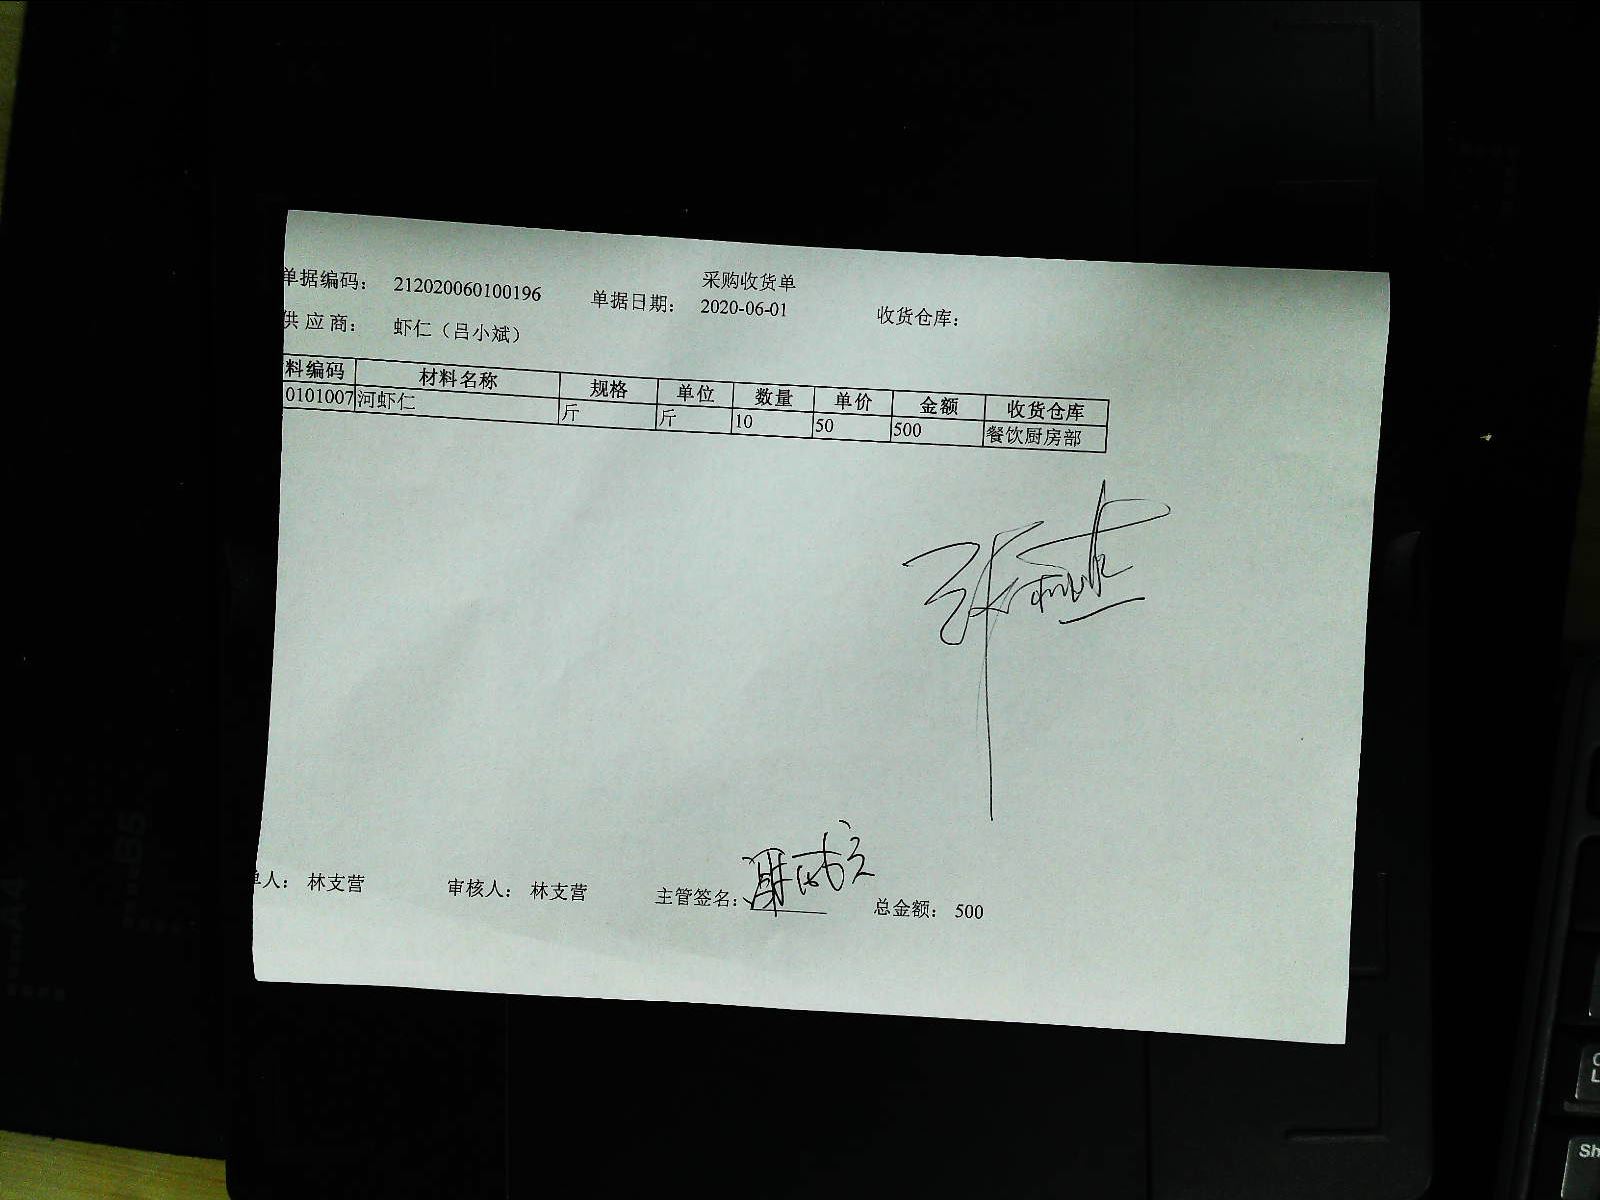 采购收货单
单据编码： 212020060100196 单据日期： 2020-06-01 收货仓库：
供 应 商： 虾仁（吕小斌）
料编码 材料名称 规格 单位 数量 单价 金额 收货仓库
0101007 河虾仁 斤 斤 10 50 500 餐饮厨房部
单人： 林支营 审核人： 林支营 主管签名： 总金额： 500
A4
B5
Sh